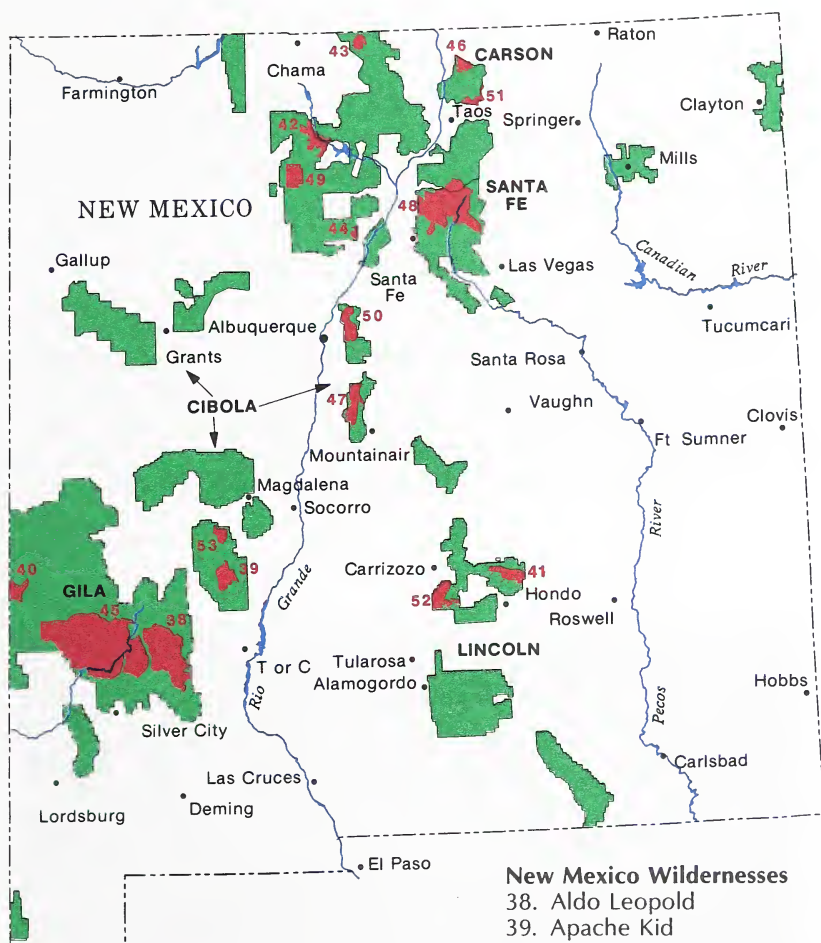 Raton
46
CARSON
43
Chama
Farmington
51
Clayton
Taos
Springer
42
Mills
49
SANTA
FE
NEW MEXICO
48
44
Canadian
River
Gallup
Las Vegas
Santa
Fe
50
Albuquerque
Tucumcari
Grants
Santa Rosa
CIBOLA
47
Vaughn
Clovis
Ft Sumner
Mountainair
Magdalena
Socorro
River
53
40
39
Carrizozo
41
GILA
Grande
52
Hondo
Roswell
45
38
LINCOLN
T or C
Tularosa
Alamogordo
Hobbs
Rio
Pecos
Silver City
Carlsbad
Las Cruces
Lordsburg
Deming
El Paso
New Mexico Wildernesses
38. Aldo Leopold
39. Apache Kid